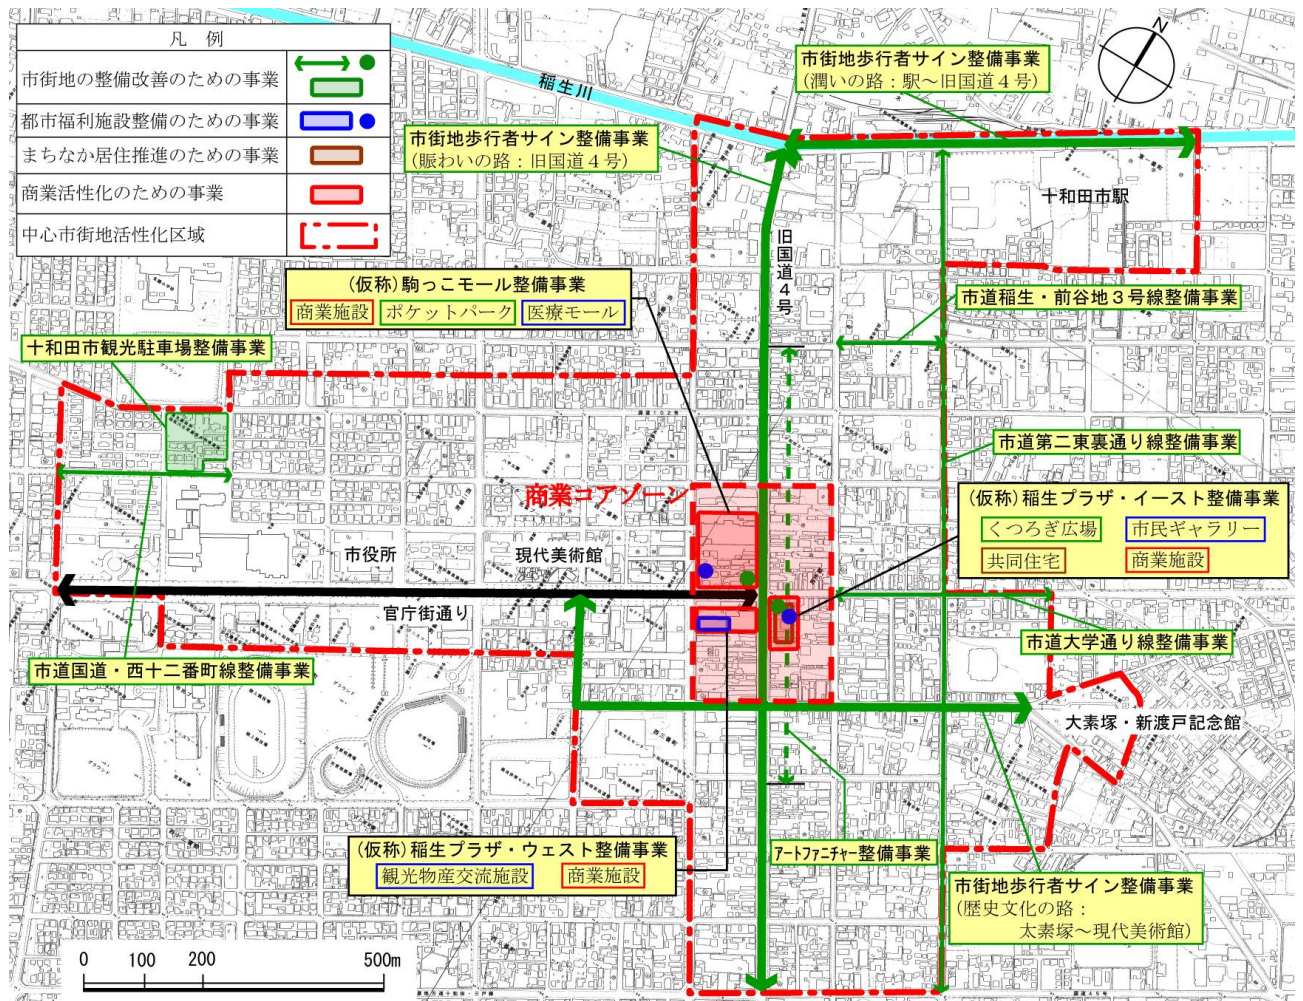 凡　例
市街地の整備改善のための事業
都市福利施設整備のための事業
まちなか居住推進のための事業
商業活性化のための事業
中心市街地活性化区域
N
稲生川
市街地歩行者サイン整備事業
(潤いの路：駅～旧国道４号)
市街地歩行者サイン整備事業
(賑わいの路：旧国道４号)
十和田市駅
旧国道４号
(仮称)駒っこモール整備事業
商業施設 ポケットパーク 医療モール
市道稲生・前谷地３号線整備事業
十和田市観光駐車場整備事業
国道１０２号
市道第二東裏通り線整備事業
商業コアゾーン
(仮称)稲生プラザ・イースト整備事業
くつろぎ広場 市民ギャラリー
共同住宅 商業施設
市役所
現代美術館
官庁街通り
市道大学通り線整備事業
市道国道・西十二番町線整備事業
大素塚・新渡戸記念館
(仮称)稲生プラザ・ウェスト整備事業
観光物産交流施設 商業施設
アートファニチャー整備事業
市街地歩行者サイン整備事業
(歴史文化の路：
太素塚～現代美術館)
0 100 200 500m
国道４５号